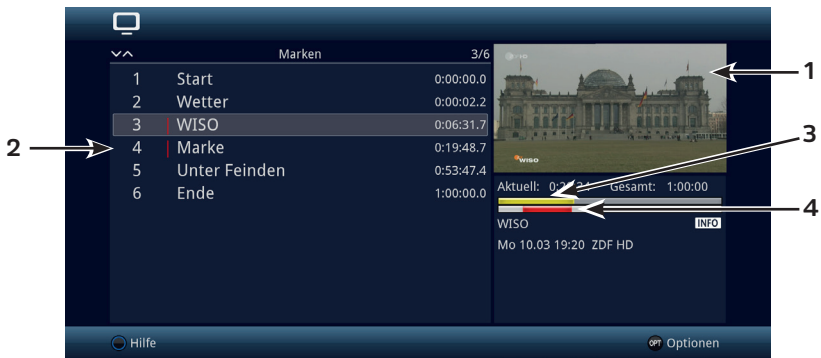 Marken 3/6
1 Start 0:00:00.0
2 Wetter 0:00:02.2
3 WISO 0:06:31.7
4 Marke 0:19:48.7
5 Unter Feinden 0:53:47.4
6 Ende 1:00:00.0
ZDF
WISO
Aktuell: Gesamt: 1:00:00
WISO INFO
Mo 10.03 19:20 ZDF HD
Hilfe
OPT Optionen
1
2
3
4